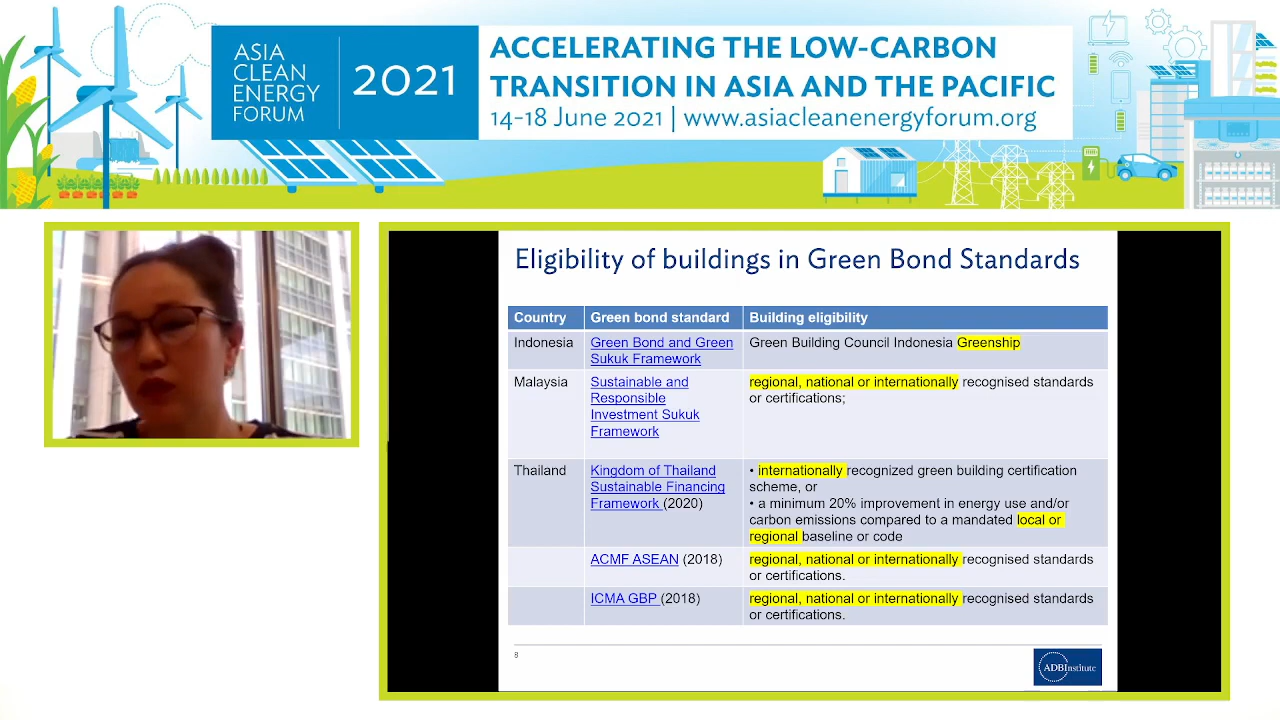 ASIA
CLEAN
ENERGY
FORUM
2021
ACCELERATING THE LOW-CARBON
TRANSITION IN ASIA AND THE PACIFIC
14-18 June 2021 | www.asiacleanenergyforum.org
Eligibility of buildings in Green Bond Standards
Country Green bond standard Building eligibility
Indonesia Green Bond and Green Green Building Council Indonesia Greenship
Sukuk Framework
Malaysia Sustainable and regional, national or internationally recognised standards
Responsible or certifications;
Investment Sukuk
Framework
Thailand Kingdom of Thailand • internationally recognized green building certification
Sustainable Financing scheme, or
Framework (2020) • a minimum 20% improvement in energy use and/or
carbon emissions compared to a mandated local or
regional baseline or code
ACMF ASEAN (2018) regional, national or internationally recognised standards
or certifications.
ICMA GBP (2018) regional, national or internationally recognised standards
or certifications.
8
ADBInstitute